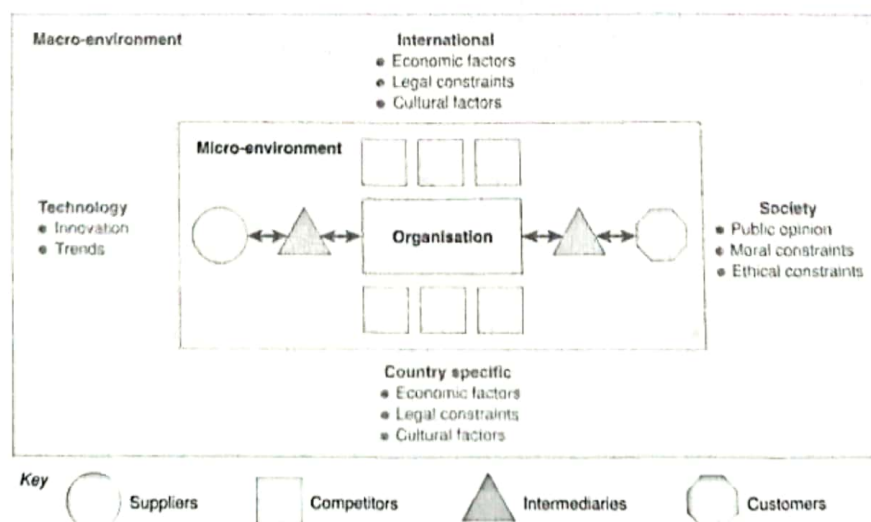 Macro-environment
International
• Economic factors
• Legal constraints
• Cultural factors
Micro-environment
Technology
• Innovation
• Trends
Organisation
Society
• Public opinion
• Moral constraints
• Ethical constraints
Country specific
• Economic factors
• Legal constraints
• Cultural factors
Key
Suppliers
Competitors
Intermediaries
Customers